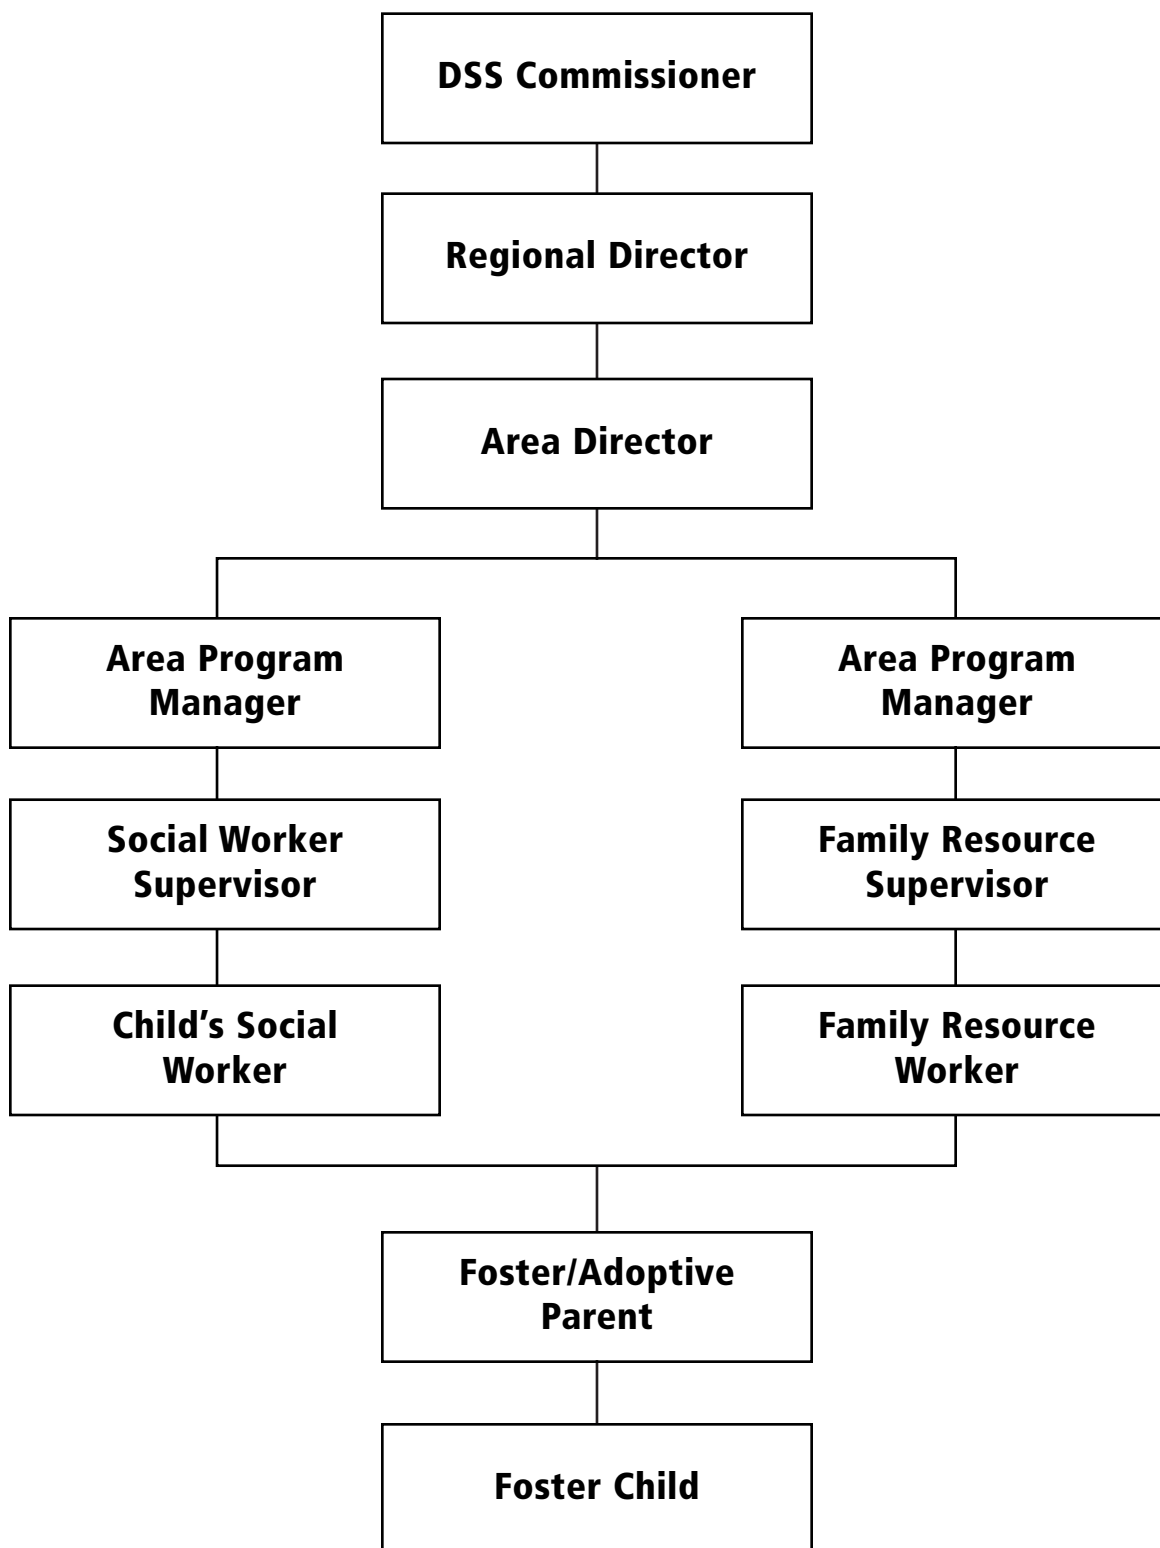 DSS Commissioner
Regional Director
Area Director
Area Program
Manager
Area Program
Manager
Social Worker
Supervisor
Family Resource
Supervisor
Child’s Social
Worker
Family Resource
Worker
Foster/Adoptive
Parent
Foster Child